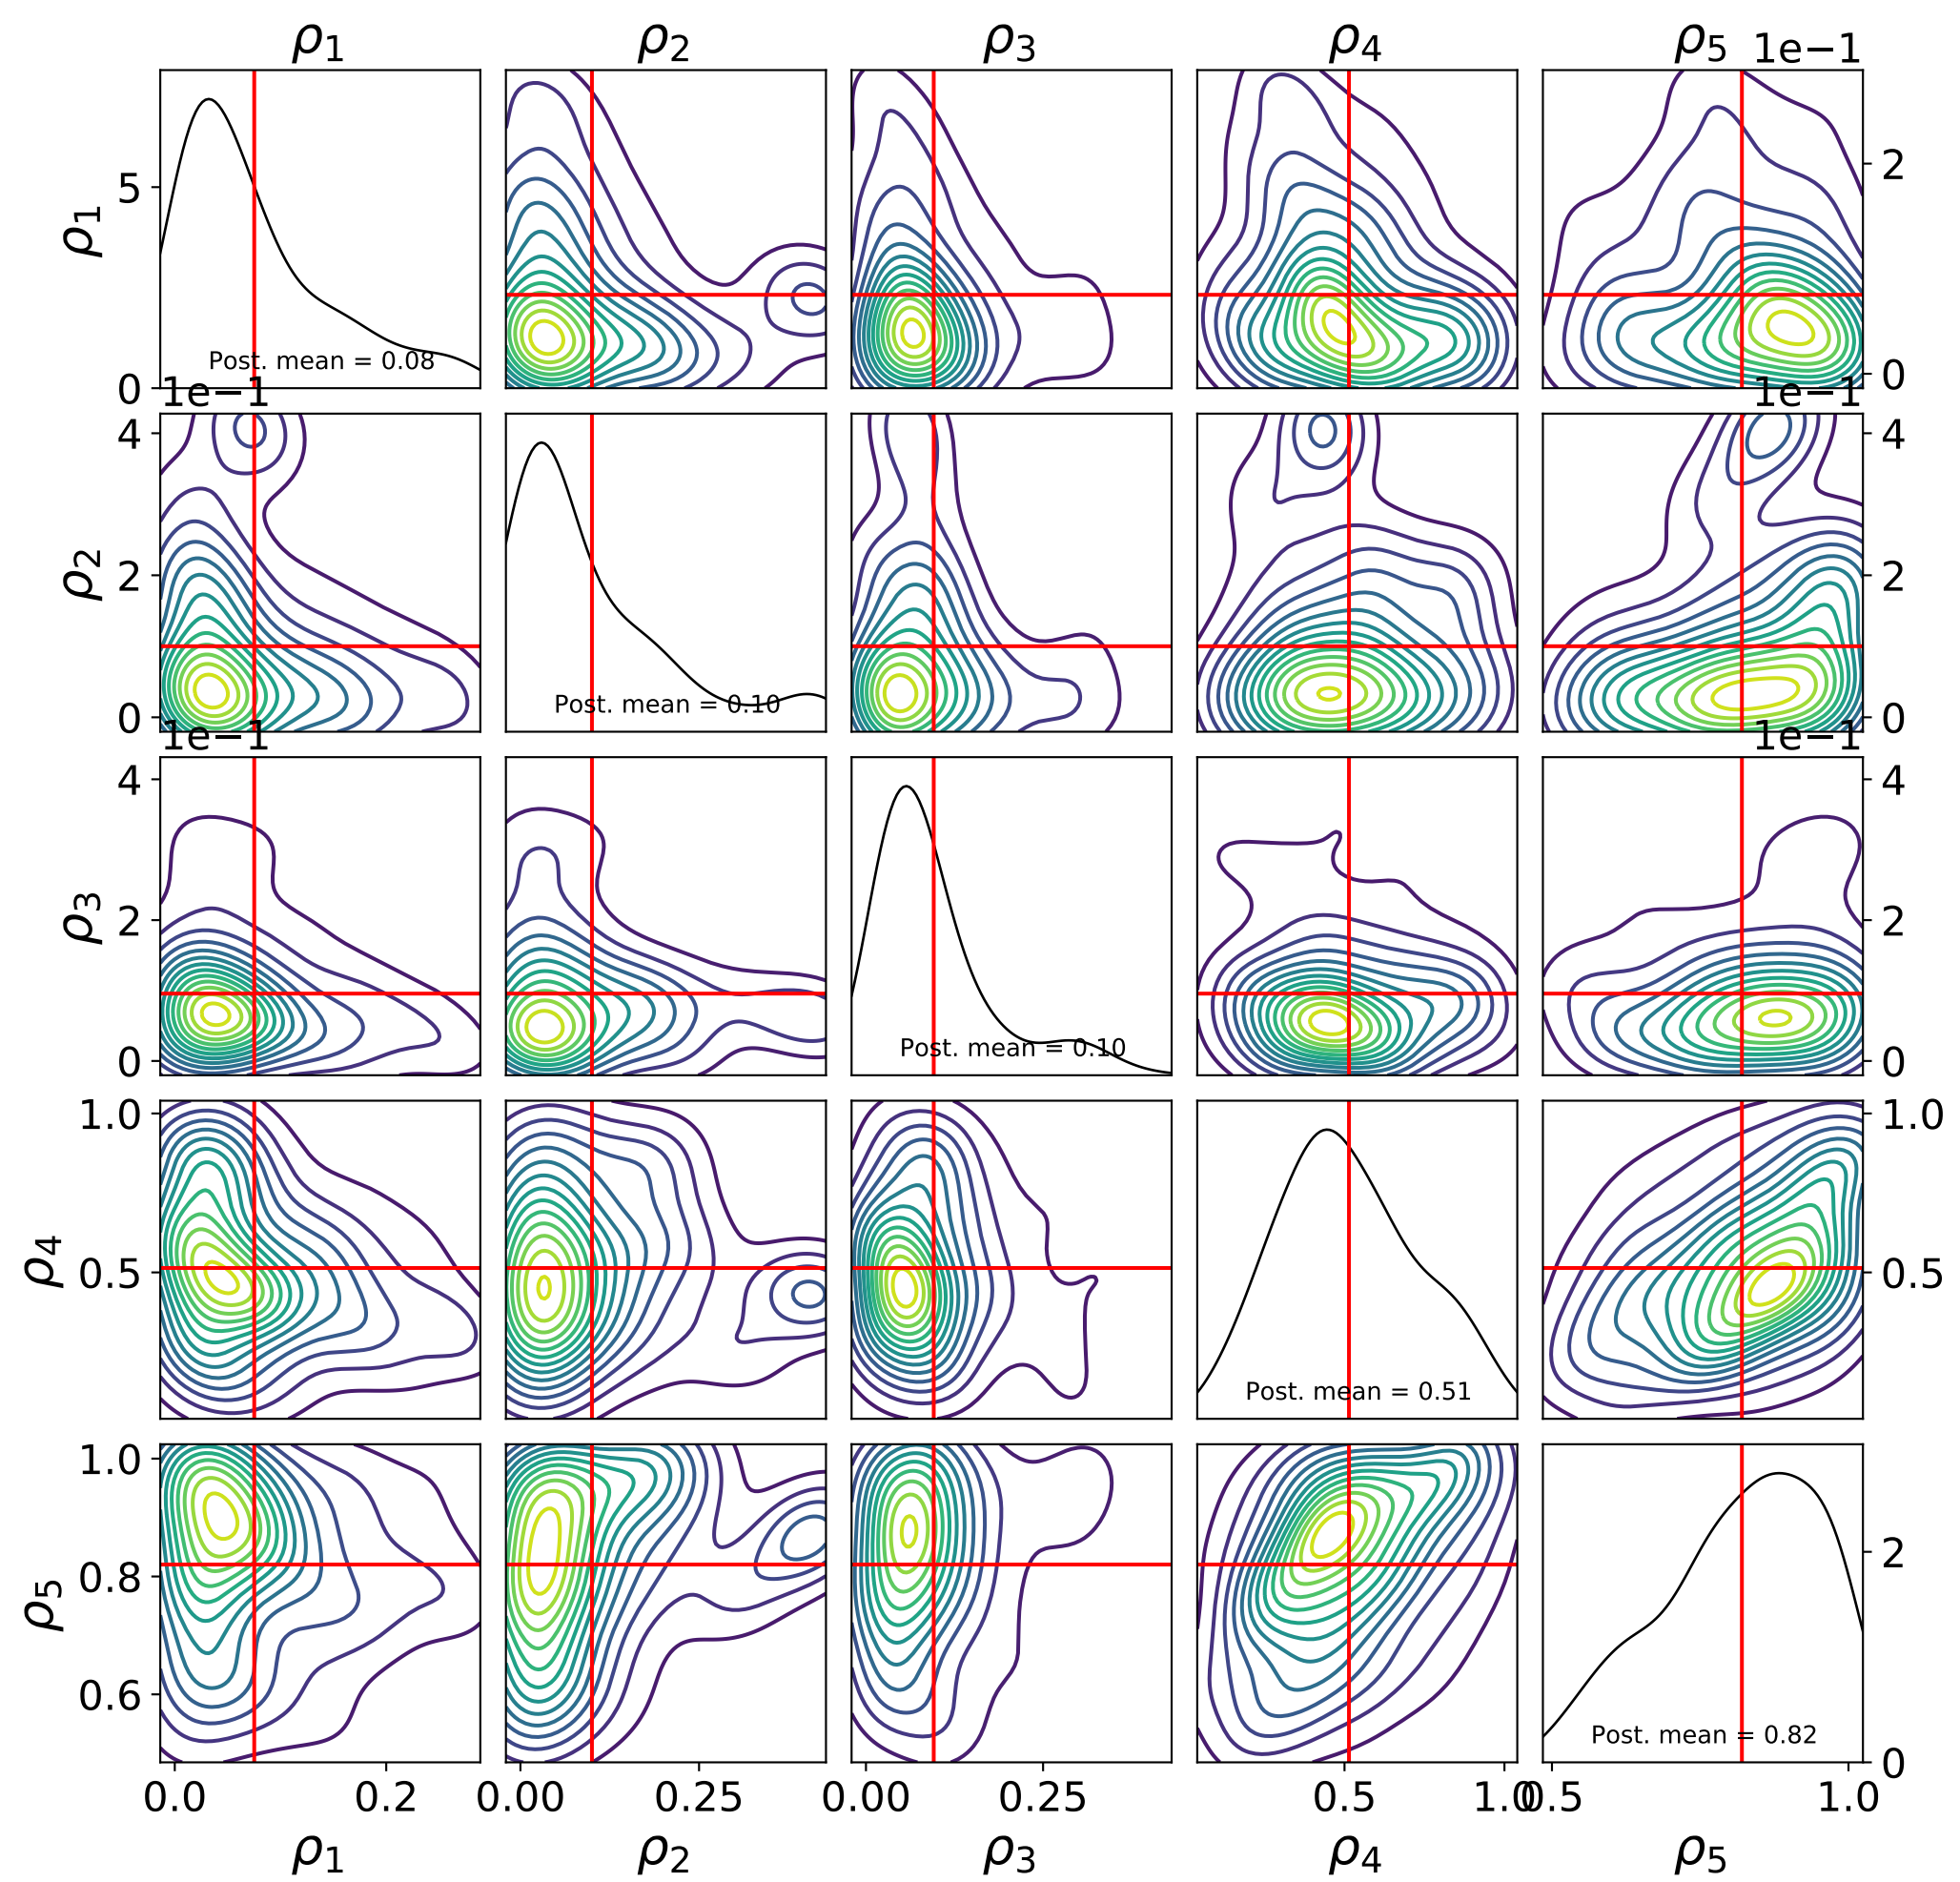 ρ1 ρ2 ρ3 ρ4 ρ5 1e−1
ρ1 5 0 2 0
Post. mean = 0.08
1e−1 1e−1
ρ2 4 2 0 4 2 0
Post. mean = 0.10
1e−1 1e−1
ρ3 4 2 0 4 2 0
Post. mean = 0.10
ρ4 1.0 0.5 1.0 0.5
Post. mean = 0.51
ρ5 1.0 0.8 0.6 2 0
Post. mean = 0.82
0.0 0.2 0.00 0.25 0.00 0.25 0.5 1.0 0.5 1.0
ρ1 ρ2 ρ3 ρ4 ρ5